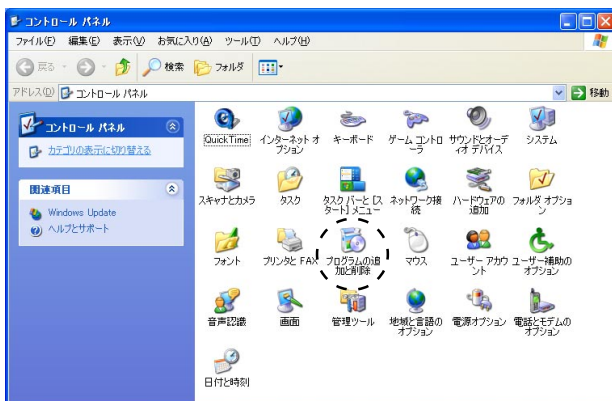 コントロール パネル
ファイル(F) 編集(E) 表示(V) お気に入り(A) ツール(T) ヘルプ(H)
戻る 検索 フォルダ
アドレス(D) コントロール パネル 移動
コントロール パネル
カテゴリの表示に切り替える
関連項目
Windows Update
ヘルプとサポート
QuickTime インターネット オ キーボード ゲーム コントロ サウンドとオーデ システム
プション ーラ ィオ デバイス
スキャナとカメラ タスク タスク バーと [ス ネットワーク接 ハードウェアの フォルダ オプショ
タート] メニュー 続 追加 ン
フォント プリンタと FAX プログラムの追 マウス ユーザー アカウ ユーザー補助の
加と削除 ント オプション
音声認識 画面 管理ツール 地域と言語の 電源オプション 電話とモデムの
オプション オプション
日付と時刻